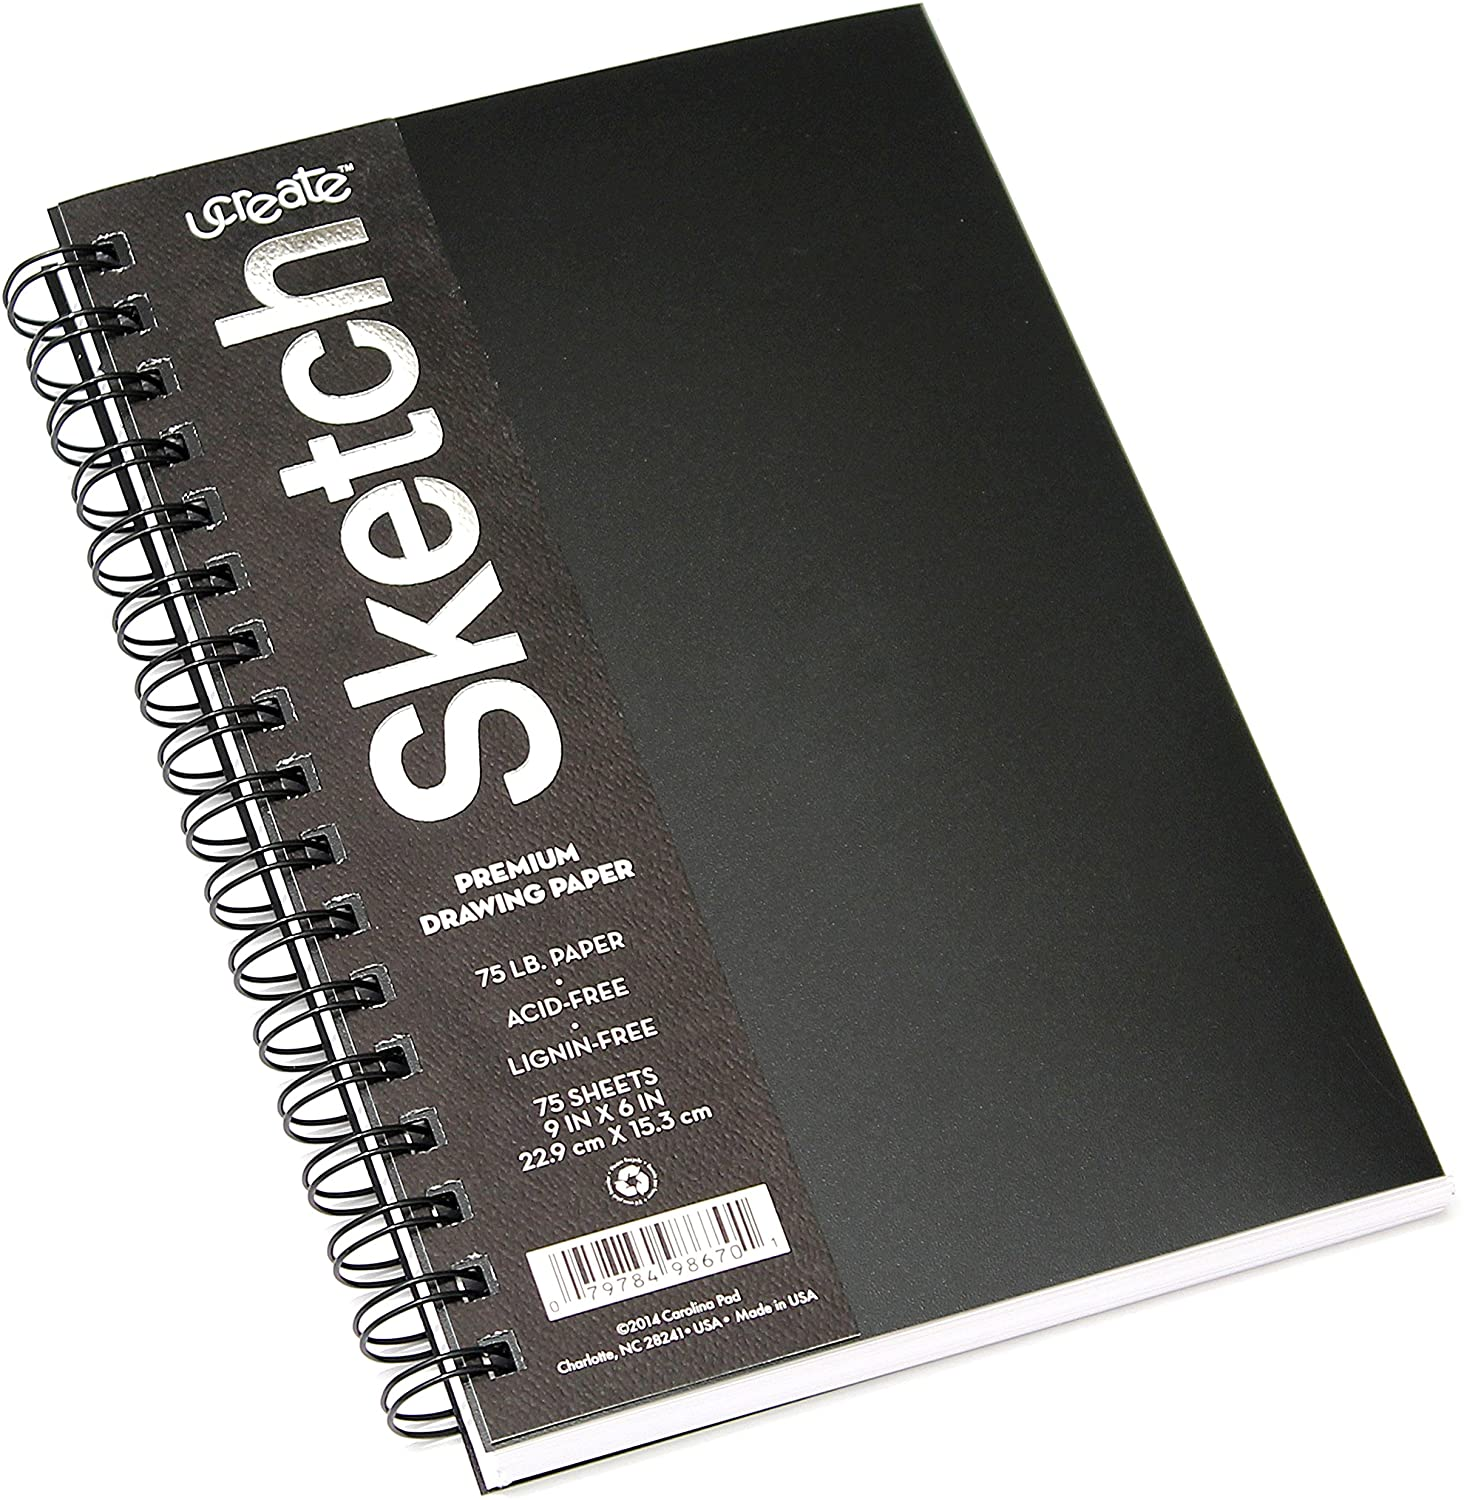 ucreate™
Sketch
PREMIUM
DRAWING PAPER
75 LB. PAPER
•
ACID-FREE
•
LIGNIN-FREE
75 SHEETS
9 IN X 6 IN
22.9 cm X 15.3 cm
0 79784 98670 1
©2014 Carolina Pad
Charlotte, NC 28241• USA • Made in USA